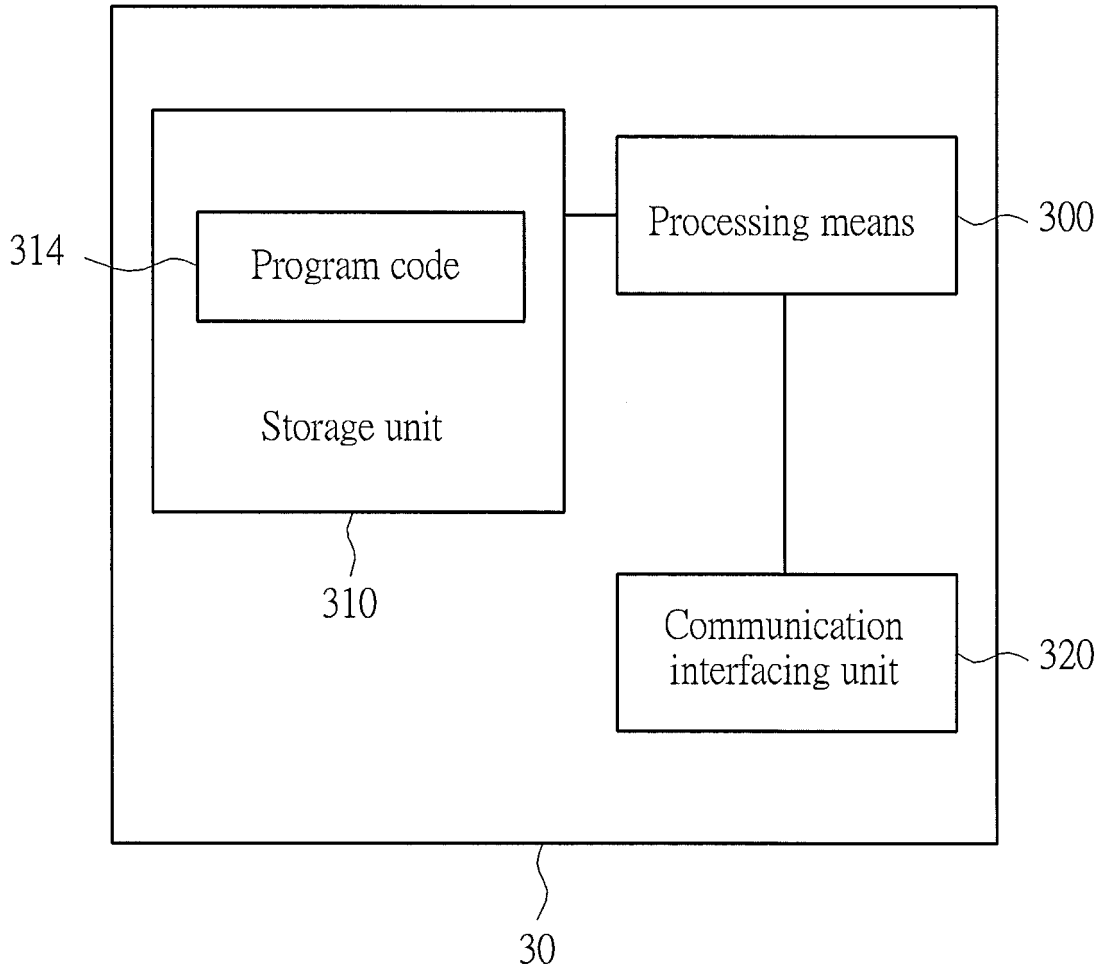 Processing means
300
314
Program code
Storage unit
310
Communication
interfacing unit
320
30